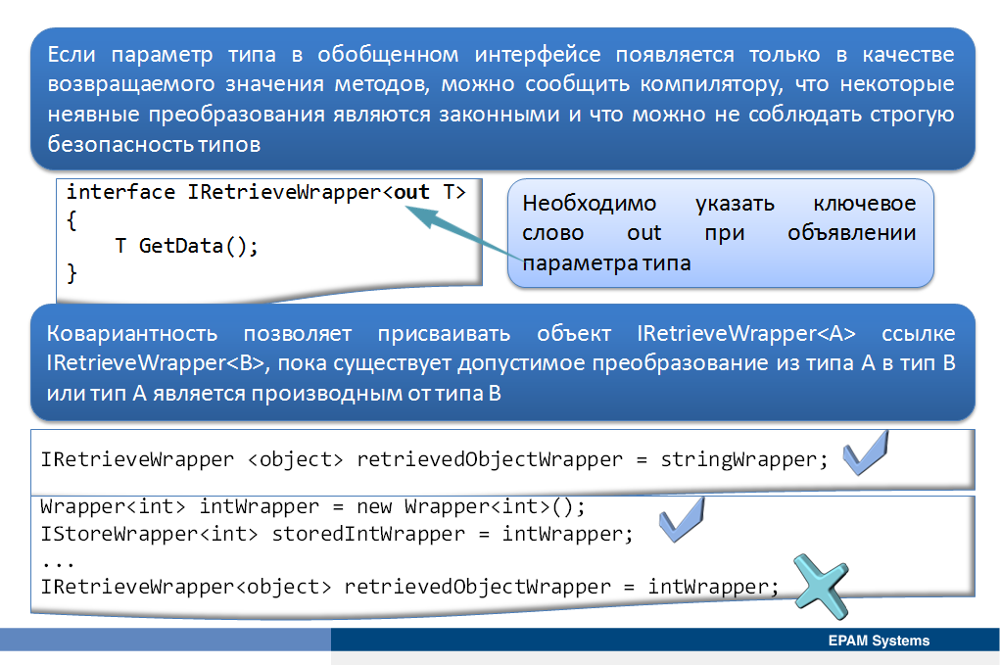 Если параметр типа в обобщенном интерфейсе появляется только в качестве
возвращаемого значения методов, можно сообщить компилятору, что некоторые
неявные преобразования являются законными и что можно не соблюдать строгую
безопасность типов
interface IRetrieveWrapper<out T>
{
    T GetData();
}
Необходимо указать ключевое
слово out при объявлении
параметра типа
Ковариантность позволяет присваивать объект IRetrieveWrapper<A> ссылке
IRetrieveWrapper<B>, пока существует допустимое преобразование из типа A в тип B
или тип A является производным от типа B
IRetrieveWrapper <object> retrievedObjectWrapper = stringWrapper;
Wrapper<int> intWrapper = new Wrapper<int>();
IStoreWrapper<int> storedIntWrapper = intWrapper;
...
IRetrieveWrapper<object> retrievedObjectWrapper = intWrapper;
EPAM Systems